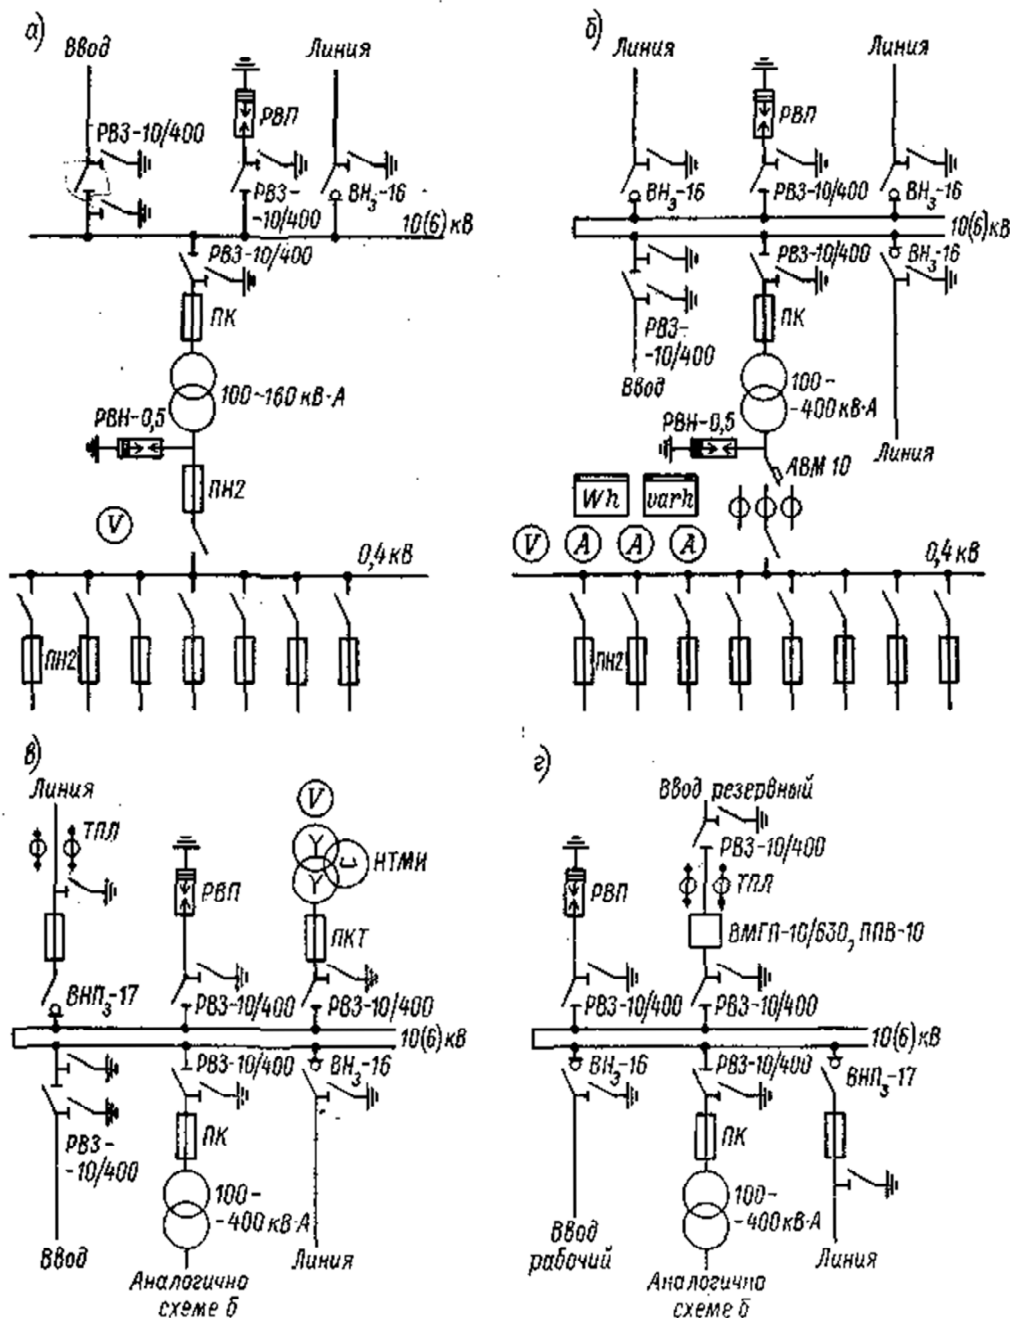 а)
Ввод
Линия
РВП
РВЗ-10/400
РВЗ-
-10/400
ВНз-16
10(6)кВ
РВЗ-10/400
ПК
100-160 кВ·А
РВН-0,5
ПН2
V
0,4 кВ
ПН2
б)
Линия
Линия
РВП
ВНз-16
РВЗ-10/400
ВНз-16
10(6)кВ
РВЗ-10/400
ВНз-16
РВЗ-
-10/400
ПК
Ввод
100-
-400кВ·А
РВН-0,5
Линия
АВМ 10
Wh
varh
V
A
A
A
0,4 кВ
ПН2
в)
Линия
ТПЛ
V
НТМИ
РВП
ПКТ
ВНПз-17
РВЗ-10/400
РВЗ-10/400
10(6)кВ
РВЗ-10/400
ВНз-16
РВЗ-
-10/400
ПК
100-
-400кВ·А
Ввод
Линия
Аналогично
схеме б
г)
Ввод резервный
РВЗ-10/400
РВП
ТПЛ
ВМГП-10/630, ППВ-10
РВЗ-10/400
РВЗ-10/400
10(6)кВ
ВНз-16
РВЗ-10/400
ВНПз-17
ПК
100-
-400кВ·А
Ввод
рабочий
Линия
Аналогично
схеме б